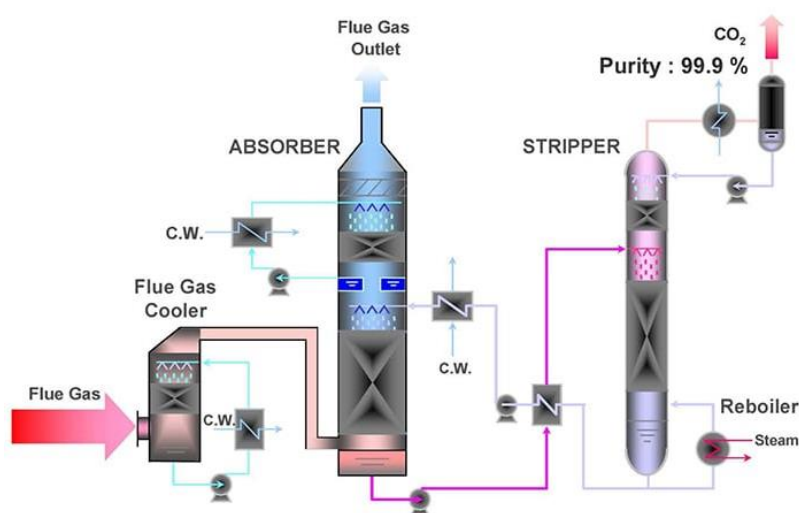 Flue Gas
Outlet
CO₂
Purity : 99.9 %
ABSORBER
STRIPPER
C.W.
Flue Gas
Cooler
C.W.
Flue Gas
C.W.
Reboiler
Steam